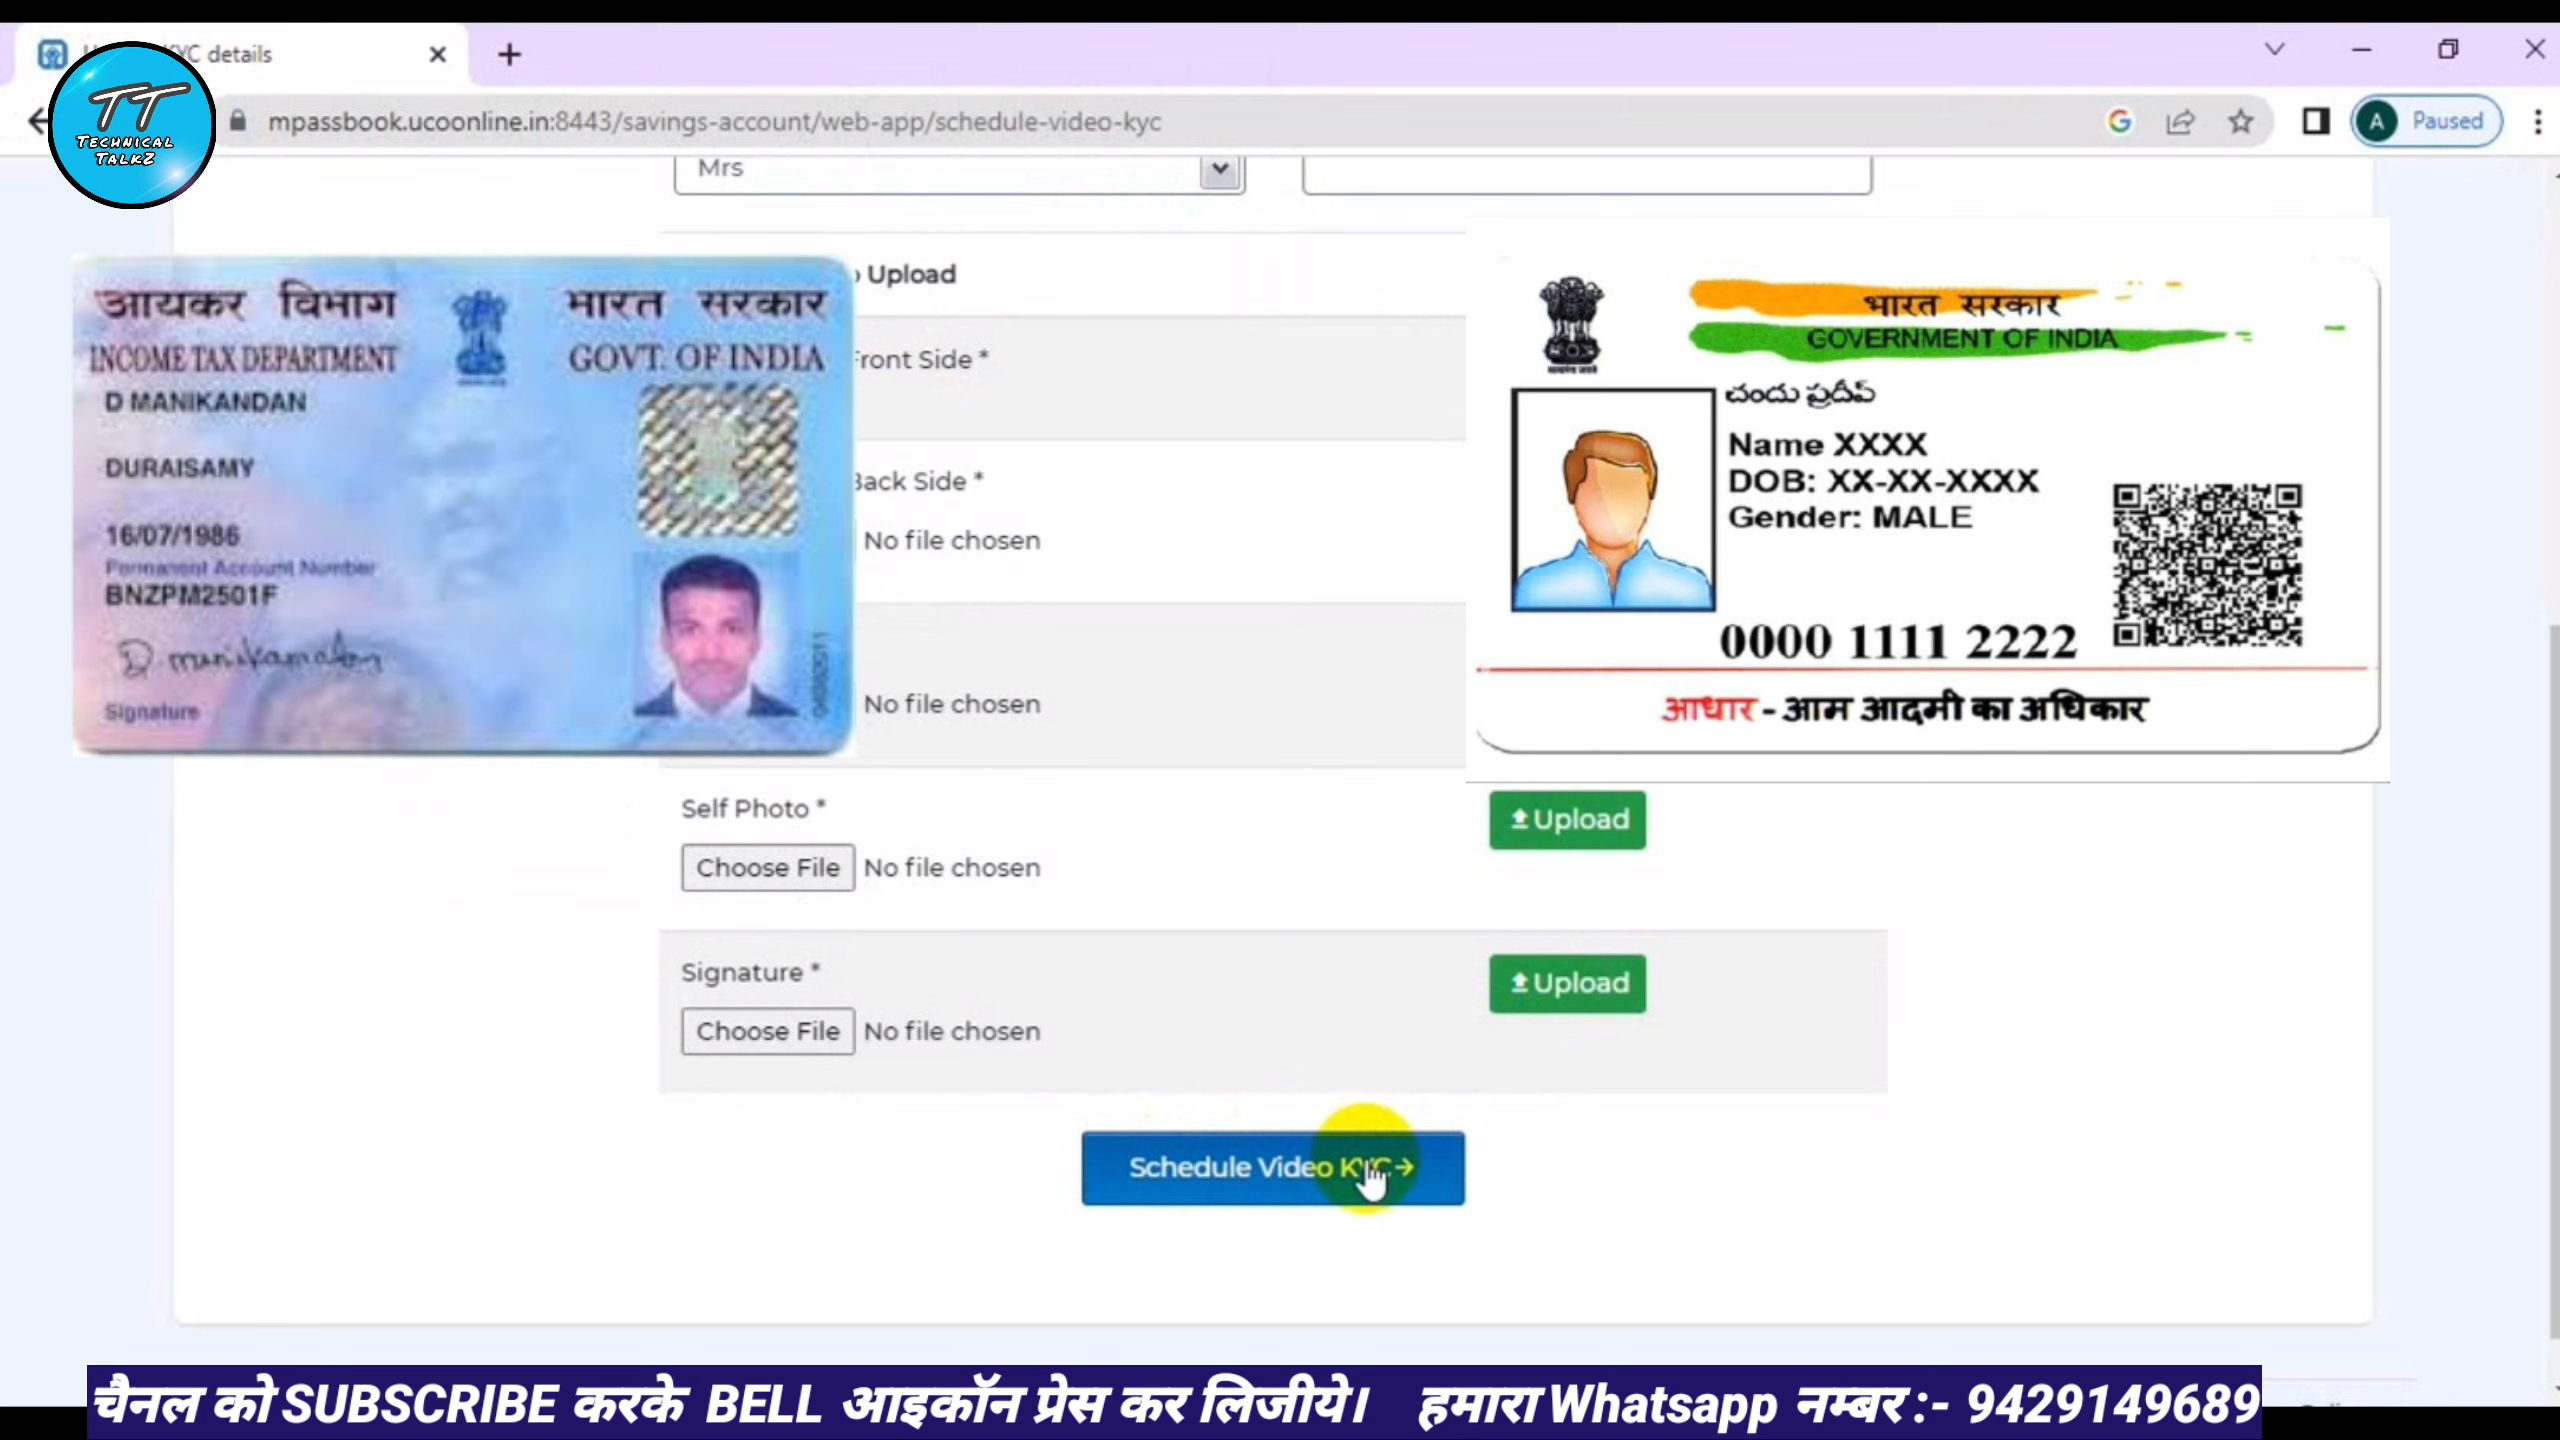 KYC details
TT
TECHNICAL
TALKZ
mpassbook.ucoonline.in:8443/savings-account/web-app/schedule-video-kyc
A Paused
Mrs
Upload
आयकर विभाग
INCOME TAX DEPARTMENT
भारत सरकार
GOVT. OF INDIA
D MANIKANDAN
DURAISAMY
16/07/1986
Permanent Account Number
BNZPM2501F
D manikandan
Signature
Front Side *
Back Side *
No file chosen
No file chosen
भारत सरकार
GOVERNMENT OF INDIA
చందు ప్రదీప్
Name XXXX
DOB: XX-XX-XXXX
Gender: MALE
0000 1111 2222
आधार - आम आदमी का अधिकार
Self Photo *
Upload
Choose File No file chosen
Signature *
Upload
Choose File No file chosen
Schedule Video KYC→
चैनल को SUBSCRIBE करके BELL आइकॉन प्रेस कर लिजीये। हमारा Whatsapp नम्बर :- 9429149689